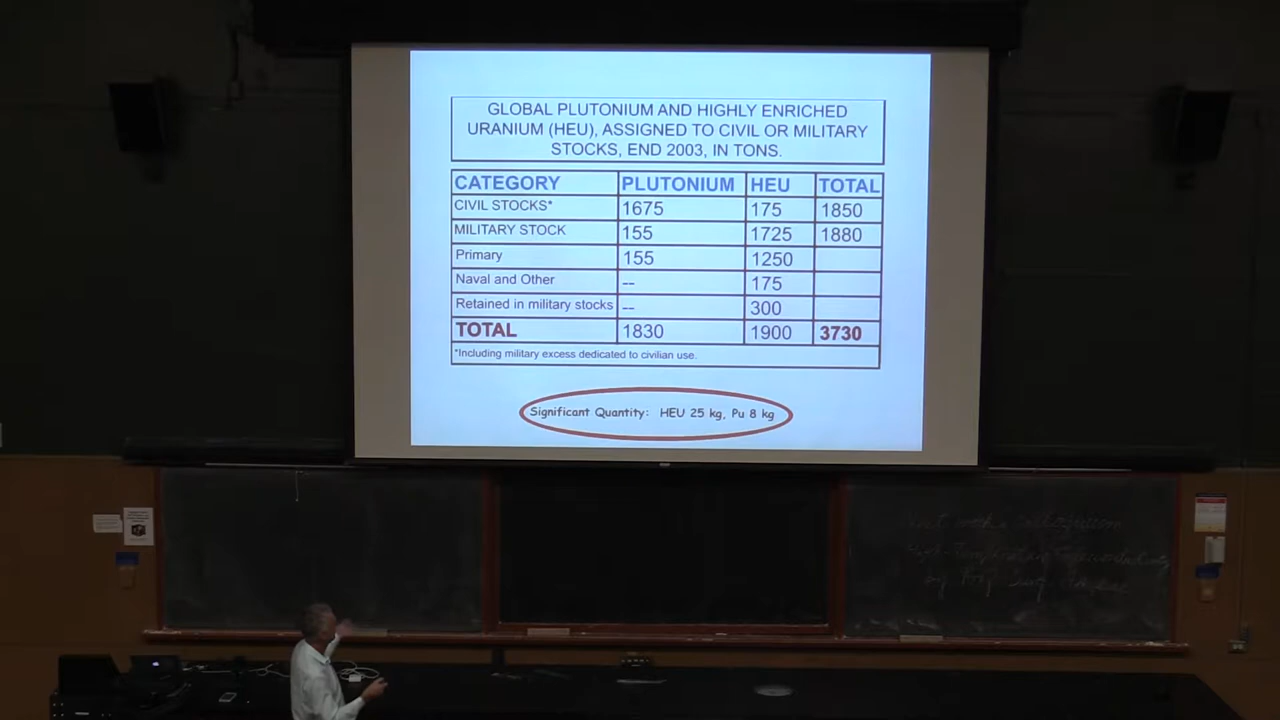 GLOBAL PLUTONIUM AND HIGHLY ENRICHED
URANIUM (HEU), ASSIGNED TO CIVIL OR MILITARY
STOCKS, END 2003, IN TONS.
CATEGORY PLUTONIUM HEU TOTAL
CIVIL STOCKS* 1675 175 1850
MILITARY STOCK 155 1725 1880
Primary 155 1250
Naval and Other -- 175
Retained in military stocks -- 300
TOTAL 1830 1900 3730
*Including military excess dedicated to civilian use.
Significant Quantity: HEU 25 kg, Pu 8 kg